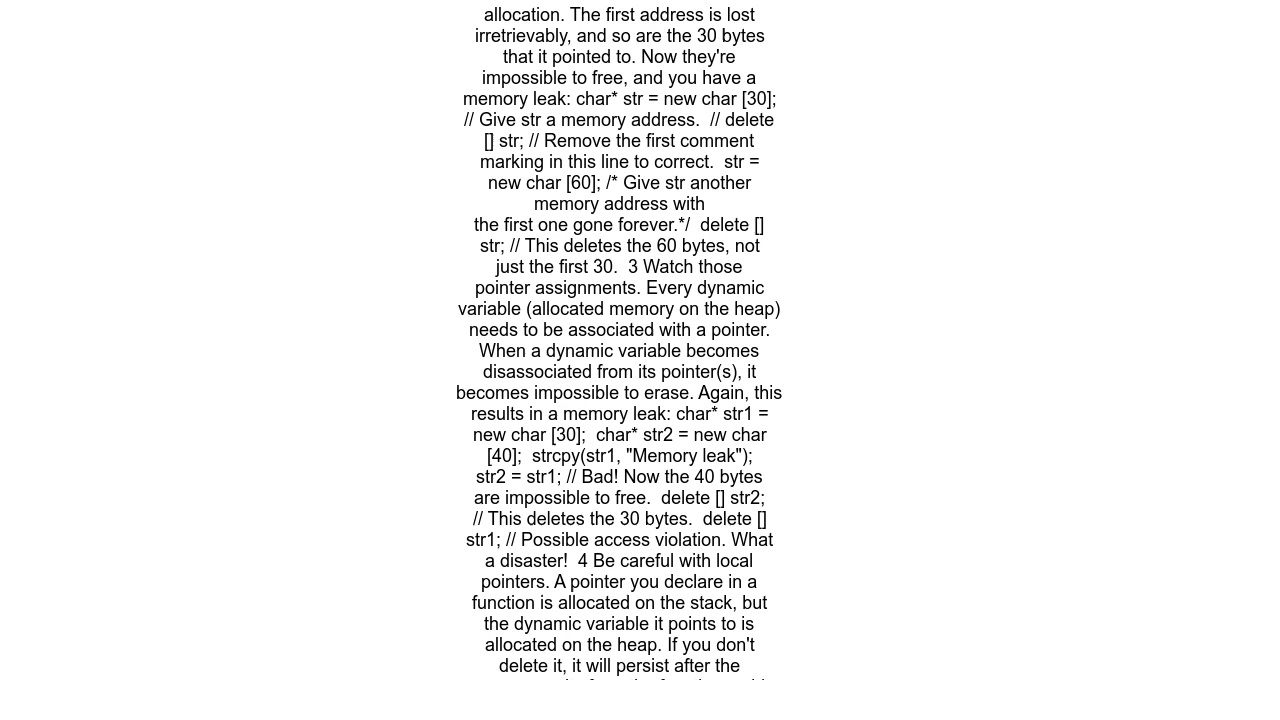 allocation. The first address is lost
irretrievably, and so are the 30 bytes
that it pointed to. Now they're
impossible to free, and you have a
memory leak: char* str = new char [30];
// Give str a memory address.  // delete
[] str; // Remove the first comment
marking in this line to correct.  str =
new char [60]; /* Give str another
memory address with
the first one gone forever.*/  delete []
str; // This deletes the 60 bytes, not
just the first 30.  3 Watch those
pointer assignments. Every dynamic
variable (allocated memory on the heap)
needs to be associated with a pointer.
When a dynamic variable becomes
disassociated from its pointer(s), it
becomes impossible to erase. Again, this
results in a memory leak: char* str1 =
new char [30];  char* str2 = new char
[40];  strcpy(str1, "Memory leak");
str2 = str1; // Bad! Now the 40 bytes
are impossible to free.  delete [] str2;
// This deletes the 30 bytes.  delete []
str1; // Possible access violation. What
a disaster!  4 Be careful with local
pointers. A pointer you declare in a
function is allocated on the stack, but
the dynamic variable it points to is
allocated on the heap. If you don't
delete it, it will persist after the